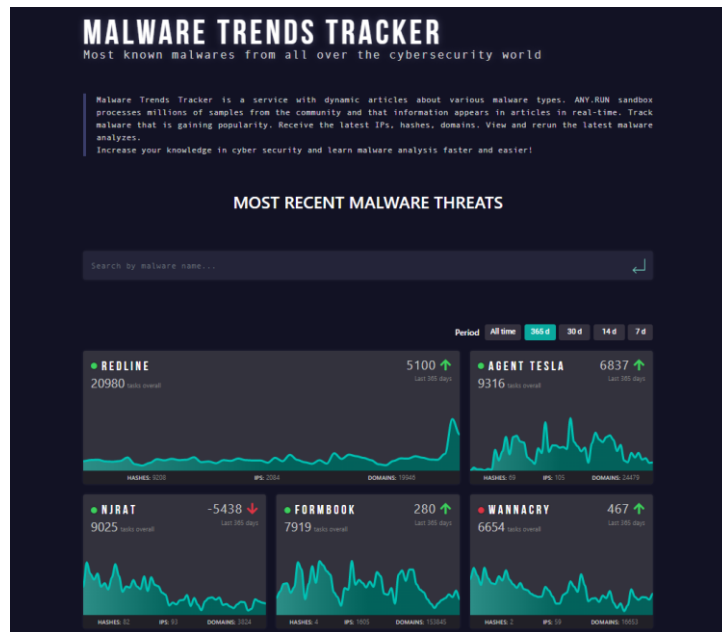 MALWARE TRENDS TRACKER
Most known malwares from all over the cybersecurity world
Malware Trends Tracker is a service with dynamic articles about various malware types. ANY.RUN sandbox
processes millions of samples from the community and that information appears in articles in real-time. Track
malware that is gaining popularity. Receive the latest IPs, hashes, domains. View and rerun the latest malware
analyzes.
Increase your knowledge in cyber security and learn malware analysis faster and easier!
MOST RECENT MALWARE THREATS
Search by malware name...
Period All time 365 d 30 d 14 d 7 d
REDLINE 5100
20980 tasks overall Last 365 days
HASHES: 9208 IPS: 2084 DOMAINS: 19948
AGENT TESLA 6837
9316 tasks overall Last 365 days
HASHES: 69 IPS: 105 DOMAINS: 24479
NJRAT -5438
9025 tasks overall Last 365 days
HASHES: 82 IPS: 93 DOMAINS: 3824
FORMBOOK 280
7919 tasks overall Last 365 days
HASHES: 4 IPS: 1605 DOMAINS: 153845
WANNACRY 467
6654 tasks overall Last 365 days
HASHES: 2 IPS: 59 DOMAINS: 16653